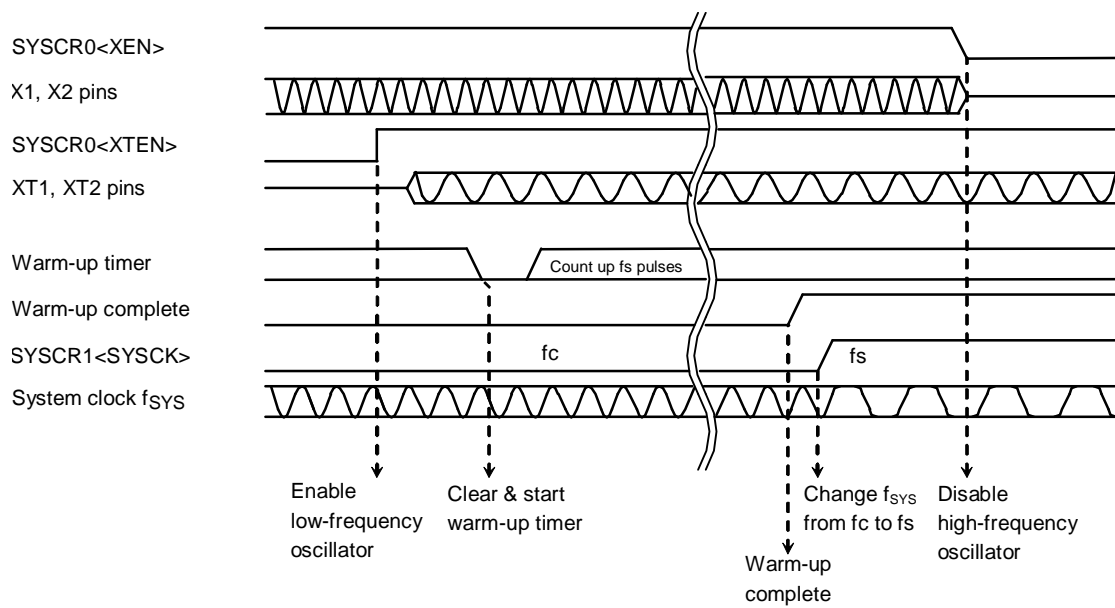 SYSCR0<XEN>
X1, X2 pins
SYSCR0<XTEN>
XT1, XT2 pins
Warm-up timer
Count up fs pulses
Warm-up complete
SYSCR1<SYSCK>
fc
fs
System clock fSYS
Enable
low-frequency
oscillator
Clear & start
warm-up timer
Change fSYS
from fc to fs
Disable
high-frequency
oscillator
Warm-up
complete